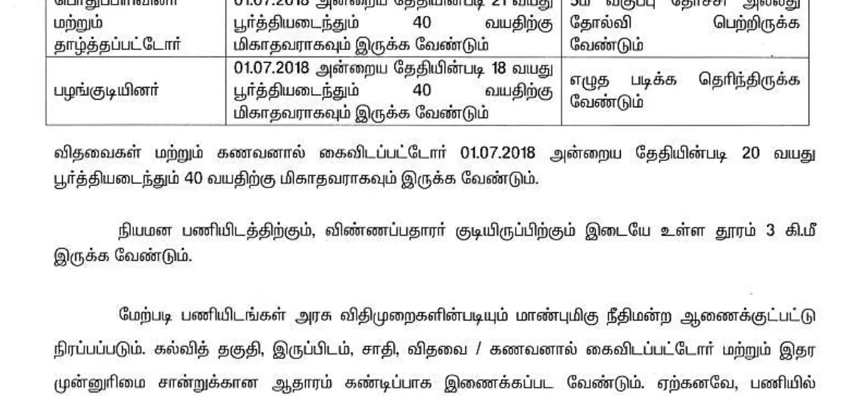 பொதுப்பிரிவினர் 01.07.2018 அன்றைய தேதியின்படி 21 வயது 5ம் வகுப்பு தேர்ச்சி அல்லது
மற்றும் பூர்த்தியடைந்தும் 40 வயதிற்கு தோல்வி பெற்றிருக்க
தாழ்த்தப்பட்டோர் மிகாதவராகவும் இருக்க வேண்டும் வேண்டும்
01.07.2018 அன்றைய தேதியின்படி 18 வயது
பழங்குடியினர் பூர்த்தியடைந்தும் 40 வயதிற்கு எழுத படிக்க தெரிந்திருக்க
மிகாதவராகவும் இருக்க வேண்டும் வேண்டும்
விதவைகள் மற்றும் கணவனால் கைவிடப்பட்டோர் 01.07.2018 அன்றைய தேதியின்படி 20 வயது
பூர்த்தியடைந்தும் 40 வயதிற்கு மிகாதவராகவும் இருக்க வேண்டும்.
நியமன பணியிடத்திற்கும், விண்ணப்பதாரர் குடியிருப்பிற்கும் இடையே உள்ள தூரம் 3 கி.மீ
இருக்க வேண்டும்.
மேற்படி பணியிடங்கள் அரசு விதிமுறைகளின்படியும் மாண்புமிகு நீதிமன்ற ஆணைக்குட்பட்டு
நிரப்பப்படும். கல்வித் தகுதி, இருப்பிடம், சாதி, விதவை / கணவனால் கைவிடப்பட்டோர் மற்றும் இதர
முன்னுரிமை சான்றுக்கான ஆதாரம் கண்டிப்பாக இணைக்கப்பட வேண்டும். ஏற்கனவே, பணியில்